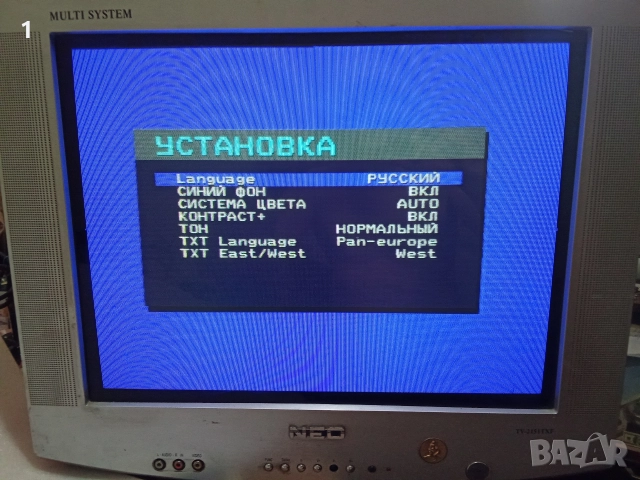 1
MULTI SYSTEM
УСТАНОВКА
Language РУССКИЙ
СИНИЙ ФОН ВКЛ
СИСТЕМА ЦВЕТА AUTO
КОНТРАСТ+ ВКЛ
ТОН НОРМАЛЬНЫЙ
TXT Language Pan-europe
TXT East/West West
NEO
BAZAR
bg